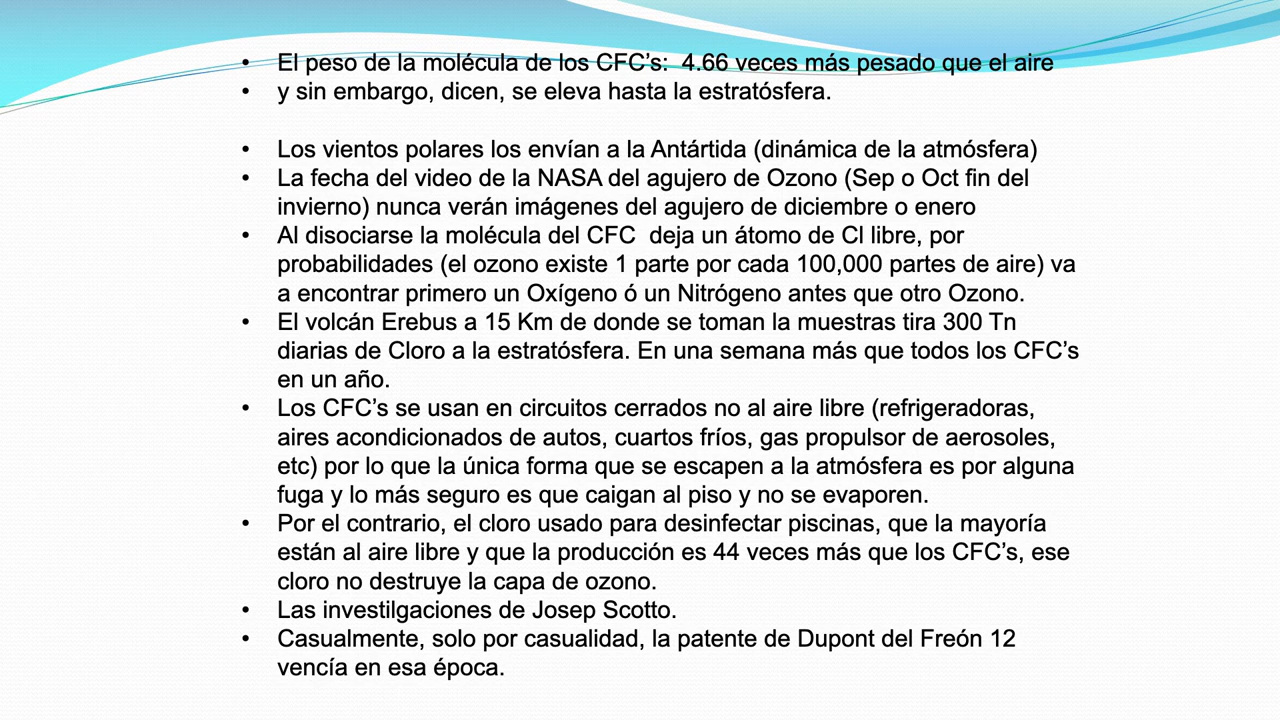 • El peso de la molécula de los CFC's:  4.66 veces más pesado que el aire
• y sin embargo, dicen, se eleva hasta la estratósfera.
• Los vientos polares los envían a la Antártida (dinámica de la atmósfera)
• La fecha del video de la NASA del agujero de Ozono (Sep o Oct fin del
invierno) nunca verán imágenes del agujero de diciembre o enero
• Al disociarse la molécula del CFC  deja un átomo de Cl libre, por
probabilidades (el ozono existe 1 parte por cada 100,000 partes de aire) va
a encontrar primero un Oxígeno ó un Nitrógeno antes que otro Ozono.
• El volcán Erebus a 15 Km de donde se toman la muestras tira 300 Tn
diarias de Cloro a la estratósfera. En una semana más que todos los CFC's
en un año.
• Los CFC's se usan en circuitos cerrados no al aire libre (refrigeradoras,
aires acondicionados de autos, cuartos fríos, gas propulsor de aerosoles,
etc) por lo que la única forma que se escapen a la atmósfera es por alguna
fuga y lo más seguro es que caigan al piso y no se evaporen.
• Por el contrario, el cloro usado para desinfectar piscinas, que la mayoría
están al aire libre y que la producción es 44 veces más que los CFC's, ese
cloro no destruye la capa de ozono.
• Las investilgaciones de Josep Scotto.
• Casualmente, solo por casualidad, la patente de Dupont del Freón 12
vencía en esa época.